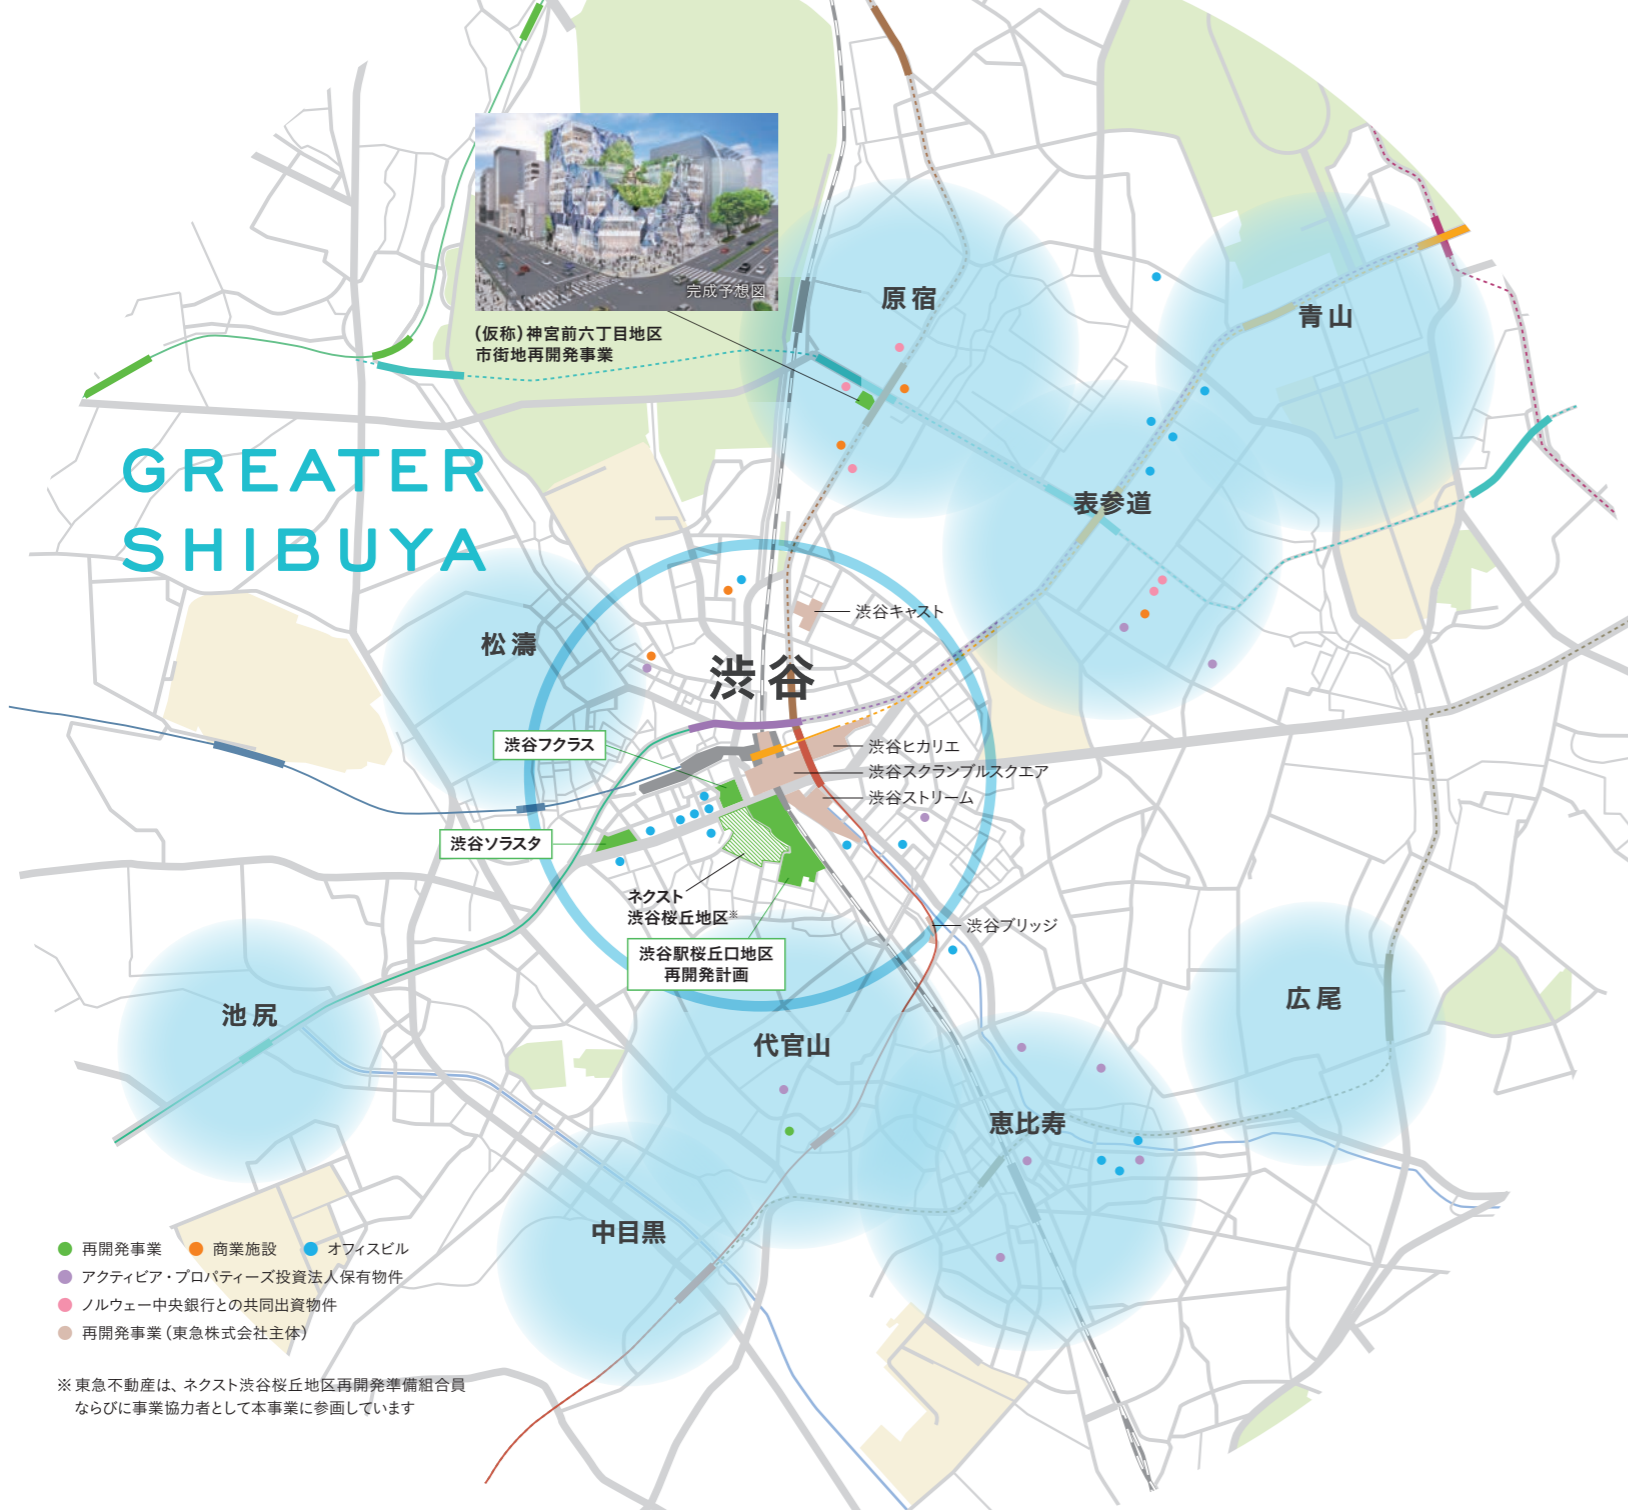 完成予想図
(仮称)神宮前六丁目地区
市街地再開発事業
原宿
青山
GREATER
SHIBUYA
表参道
松濤
渋谷キャスト
渋谷
渋谷フクラス
渋谷ヒカリエ
渋谷スクランブルスクエア
渋谷ストリーム
渋谷ソラスタ
ネクスト
渋谷桜丘地区※
渋谷ブリッジ
渋谷駅桜丘口地区
再開発計画
池尻
広尾
代官山
恵比寿
中目黒
再開発事業 商業施設 オフィスビル
アクティビア・プロパティーズ投資法人保有物件
ノルウェー中央銀行との共同出資物件
再開発事業(東急株式会社主体)
※東急不動産は、ネクスト渋谷桜丘地区再開発準備組合員
ならびに事業協力者として本事業に参画しています